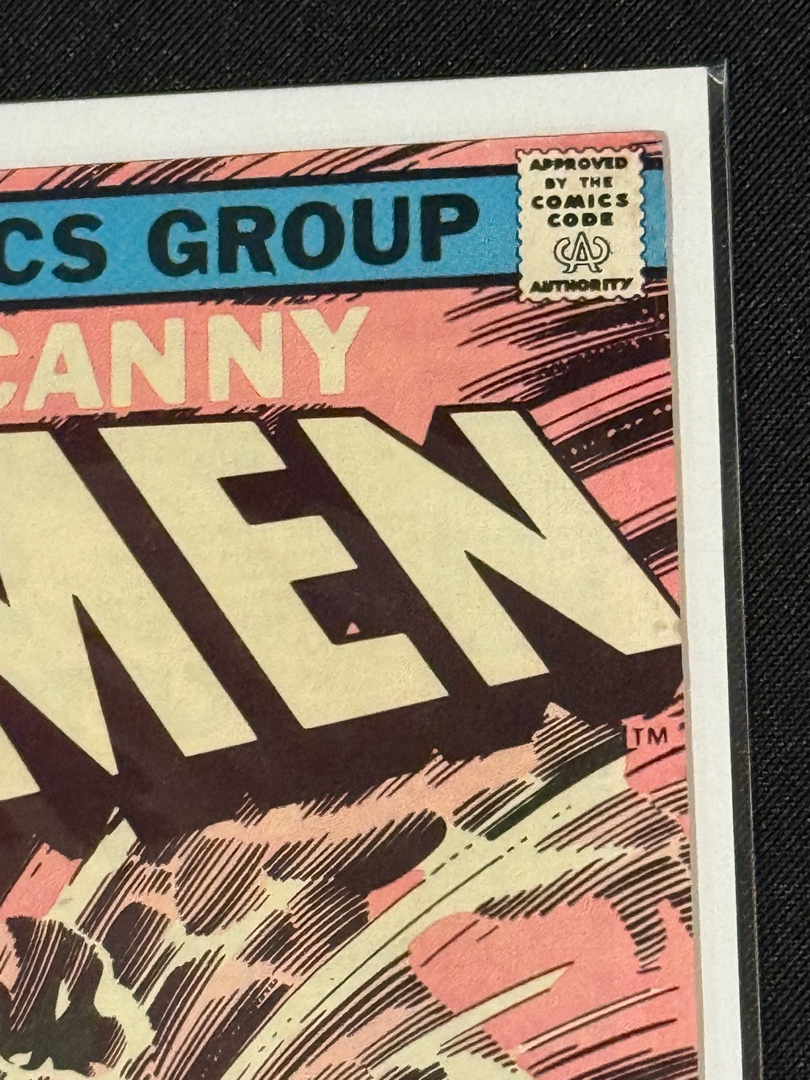 CS GROUP
APPROVED
BY THE
COMICS
CODE
CA
AUTHORITY
CANNY
MEN
TM